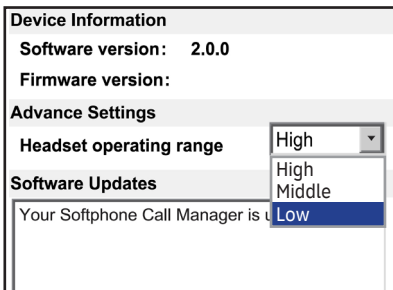 Device Information
Software version: 2.0.0
Firmware version:
Advance Settings
Headset operating range High
High
Middle
Low
Software Updates
Your Softphone Call Manager is